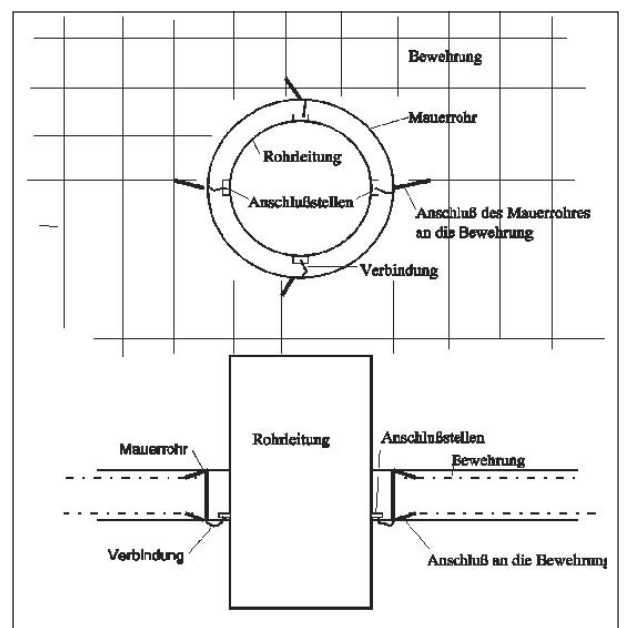 Bewehrung
Mauerrohr
Rohrleitung
Anschlußstellen
Anschluß des Mauerrohres
an die Bewehrung
Verbindung
Rohrleitung
Anschlußstellen
Mauerrohr
Bewehrung
Verbindung
Anschluß an die Bewehrung